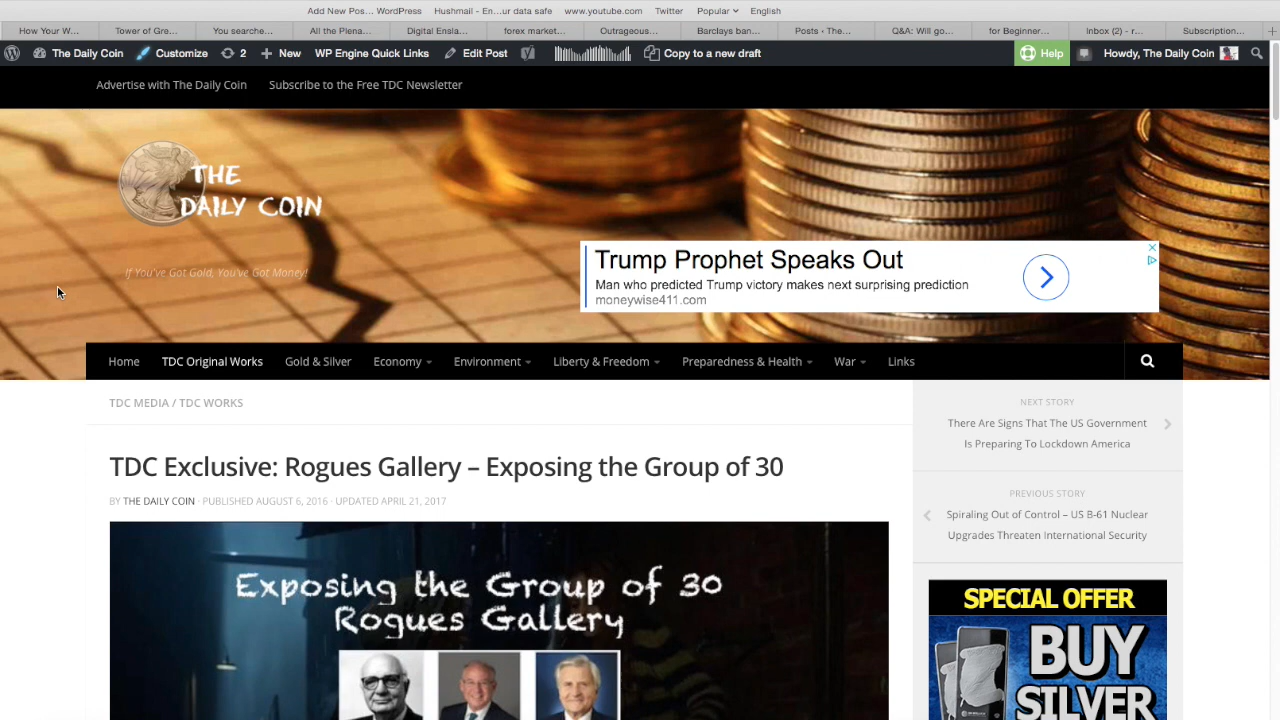 Add New Pos... WordPress Hushmail - En...ur data safe www.youtube.com Twitter Popular English
How Your W... Tower of Gre... You searche... All the Plena... Digital Ensla... forex market... Outrageous... Barclays ban... Posts ‹ The... Q&A: Will go... for Beginner... Inbox (2) - r... Subscription...
The Daily Coin Customize 2 New WP Engine Quick Links Edit Post Copy to a new draft Help Howdy, The Daily Coin
Advertise with The Daily Coin Subscribe to the Free TDC Newsletter
THE
DAILY COIN
If You've Got Gold, You've Got Money!
Trump Prophet Speaks Out
Man who predicted Trump victory makes next surprising prediction
moneywise411.com
Home TDC Original Works Gold & Silver Economy Environment Liberty & Freedom Preparedness & Health War Links
TDC MEDIA / TDC WORKS
TDC Exclusive: Rogues Gallery – Exposing the Group of 30
BY THE DAILY COIN · PUBLISHED AUGUST 6, 2016 · UPDATED APRIL 21, 2017
Exposing the Group of 30
Rogues Gallery
NEXT STORY
There Are Signs That The US Government
Is Preparing To Lockdown America
PREVIOUS STORY
Spiraling Out of Control – US B-61 Nuclear
Upgrades Threaten International Security
SPECIAL OFFER
BUY
SILVER